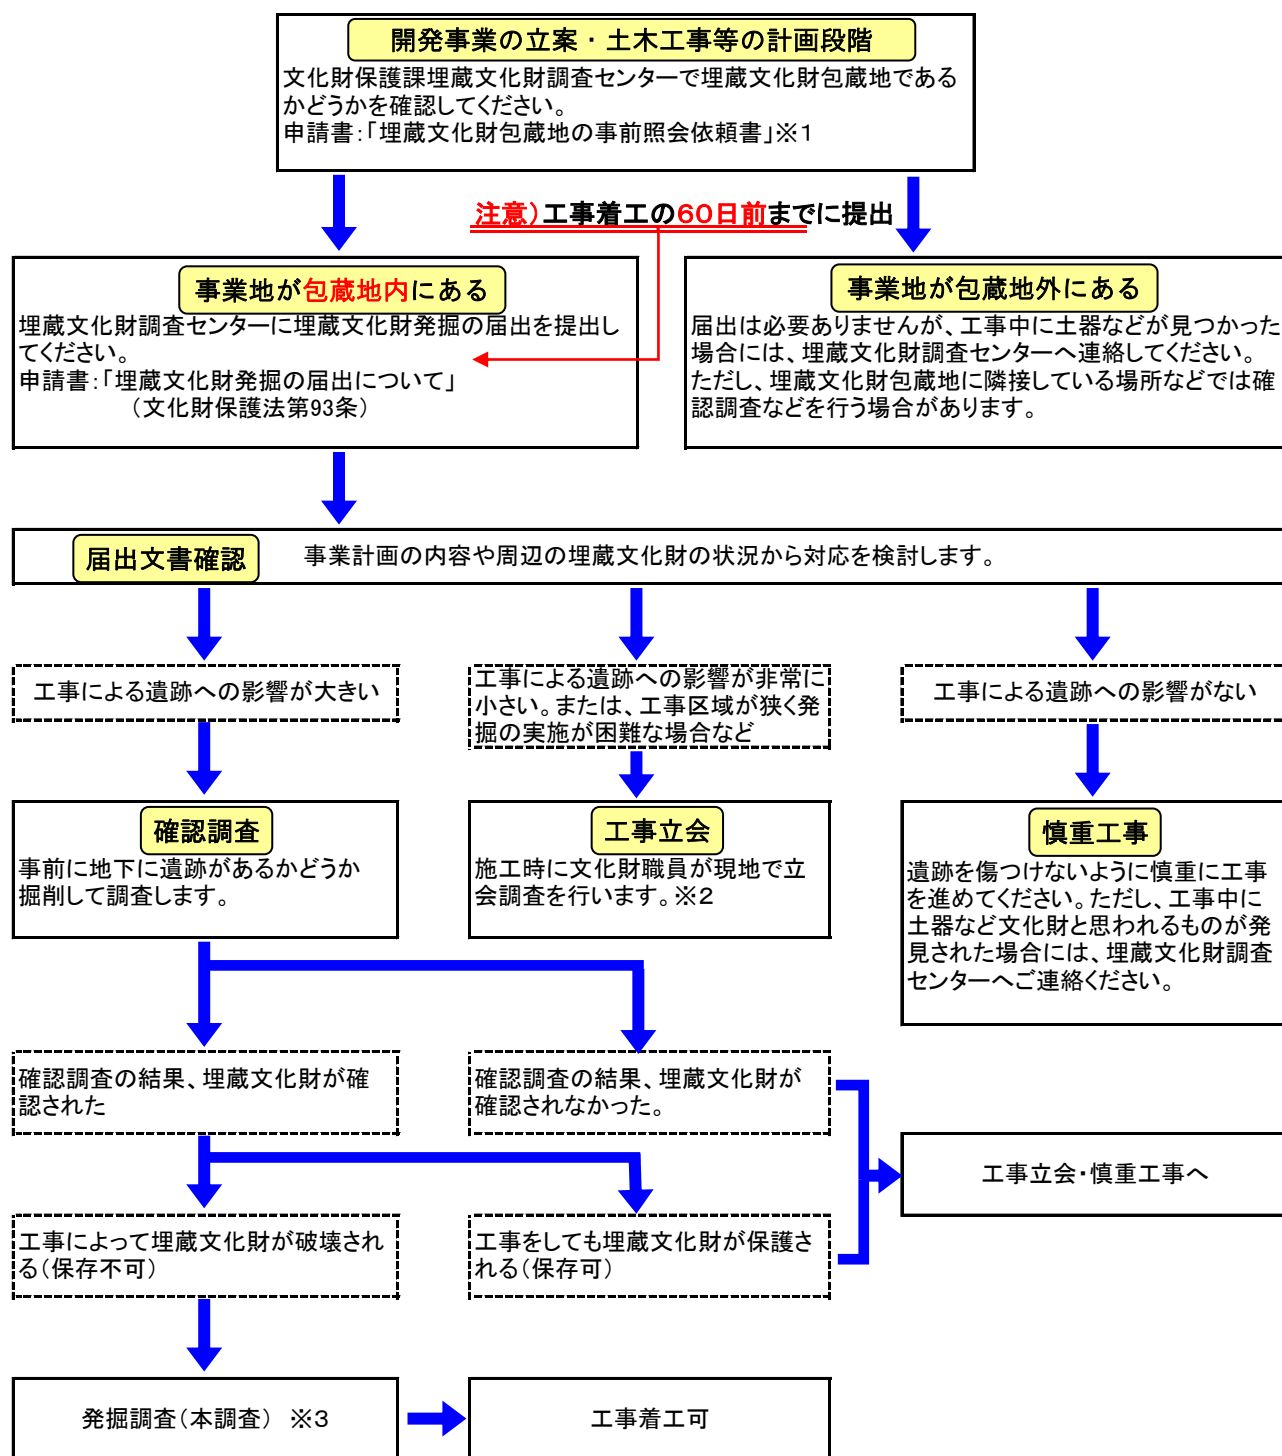 開発事業の立案・土木工事等の計画段階
文化財保護課埋蔵文化財調査センターで埋蔵文化財包蔵地である
かどうかを確認してください。
申請書:「埋蔵文化財包蔵地の事前照会依頼書」※1
注意)工事着工の60日前までに提出
事業地が包蔵地内にある
埋蔵文化財調査センターに埋蔵文化財発掘の届出を提出し
てください。
申請書:「埋蔵文化財発掘の届出について」
(文化財保護法第93条)
事業地が包蔵地外にある
届出は必要ありませんが、工事中に土器などが見つかった
場合には、埋蔵文化財調査センターへ連絡してください。
ただし、埋蔵文化財包蔵地に隣接している場所などでは確
認調査などを行う場合があります。
届出文書確認 事業計画の内容や周辺の埋蔵文化財の状況から対応を検討します。
工事による遺跡への影響が大きい
工事による遺跡への影響が非常に
小さい。または、工事区域が狭く発
掘の実施が困難な場合など
工事による遺跡への影響がない
確認調査
事前に地下に遺跡があるかどうか
掘削して調査します。
工事立会
施工時に文化財職員が現地で立
会調査を行います。※2
慎重工事
遺跡を傷つけないように慎重に工事
を進めてください。ただし、工事中に
土器など文化財と思われるものが発
見された場合には、埋蔵文化財調査
センターへご連絡ください。
確認調査の結果、埋蔵文化財が確
認された
確認調査の結果、埋蔵文化財が
確認されなかった。
工事立会・慎重工事へ
工事によって埋蔵文化財が破壊され
る(保存不可)
工事をしても埋蔵文化財が保護さ
れる(保存可)
発掘調査(本調査) ※3
工事着工可